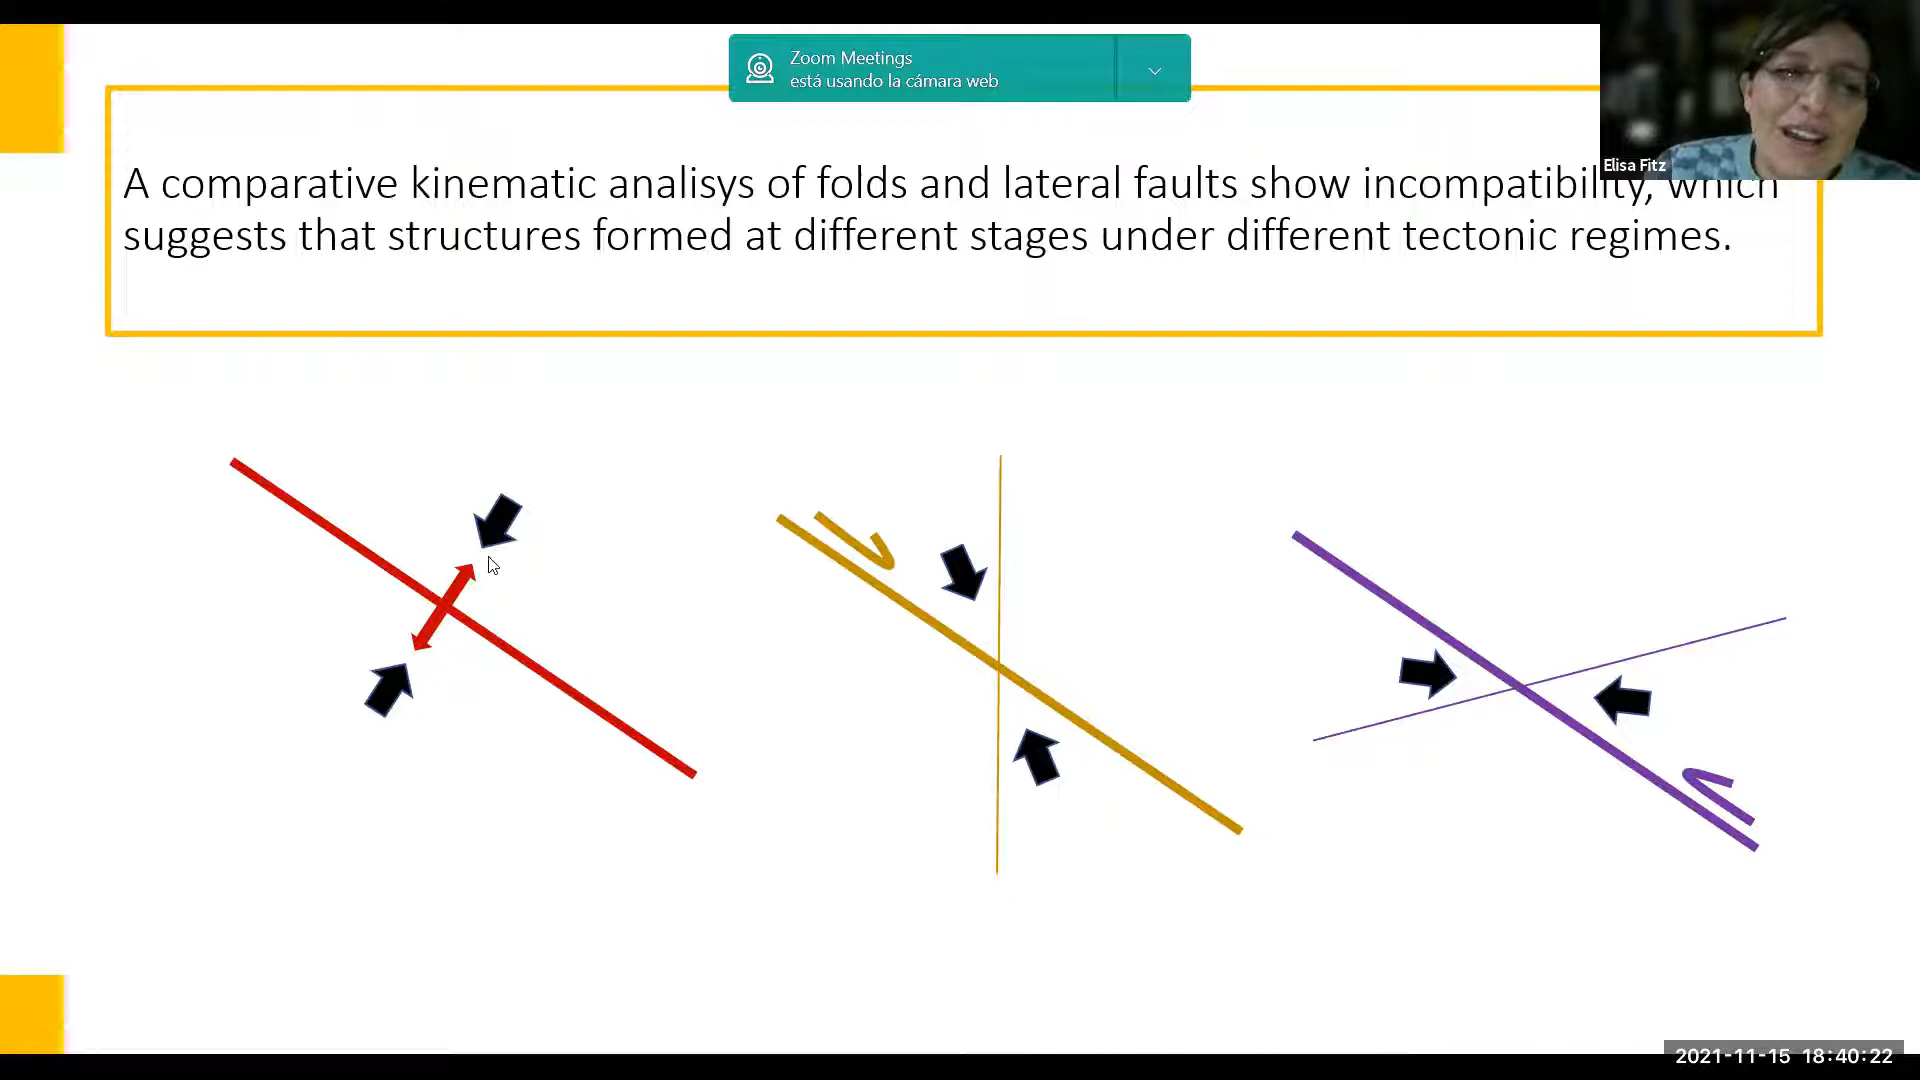 Zoom Meetings
está usando la cámara web
Elisa Fitz
A comparative kinematic analisys of folds and lateral faults show incompatibility, which
suggests that structures formed at different stages under different tectonic regimes.
2021-11-15 18:40:22